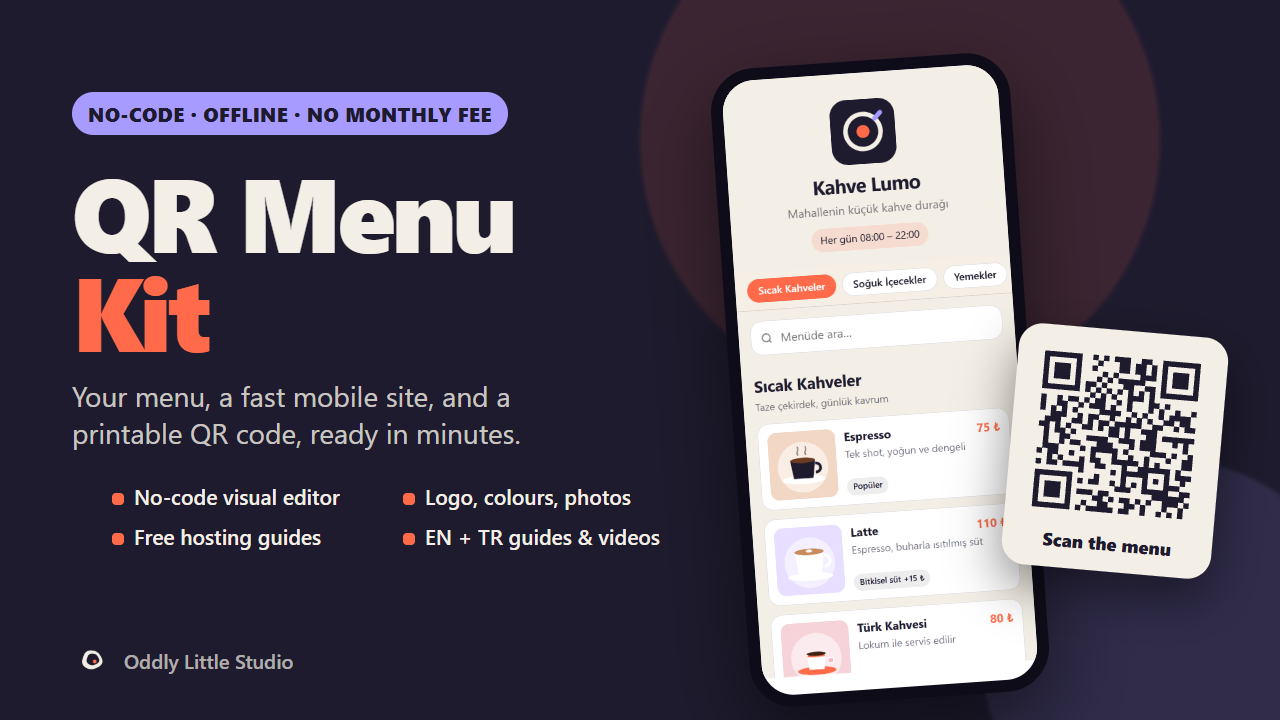 NO-CODE · OFFLINE · NO MONTHLY FEE
QR Menu
Kit
Your menu, a fast mobile site, and a
printable QR code, ready in minutes.
No-code visual editor
Logo, colours, photos
Free hosting guides
EN + TR guides & videos
Oddly Little Studio
Kahve Lumo
Mahallenin küçük kahve durağı
Her gün 08:00 – 22:00
Sıcak Kahveler
Soğuk İçecekler
Yemekler
Menüde ara...
Sıcak Kahveler
Taze çekirdek, günlük kavrum
Espresso
75 ₺
Tek shot, yoğun ve dengeli
Popüler
Latte
110 ₺
Espresso, buharla ısıtılmış süt
Bitkisel süt +15 ₺
Türk Kahvesi
80 ₺
Lokum ile servis edilir
Scan the menu